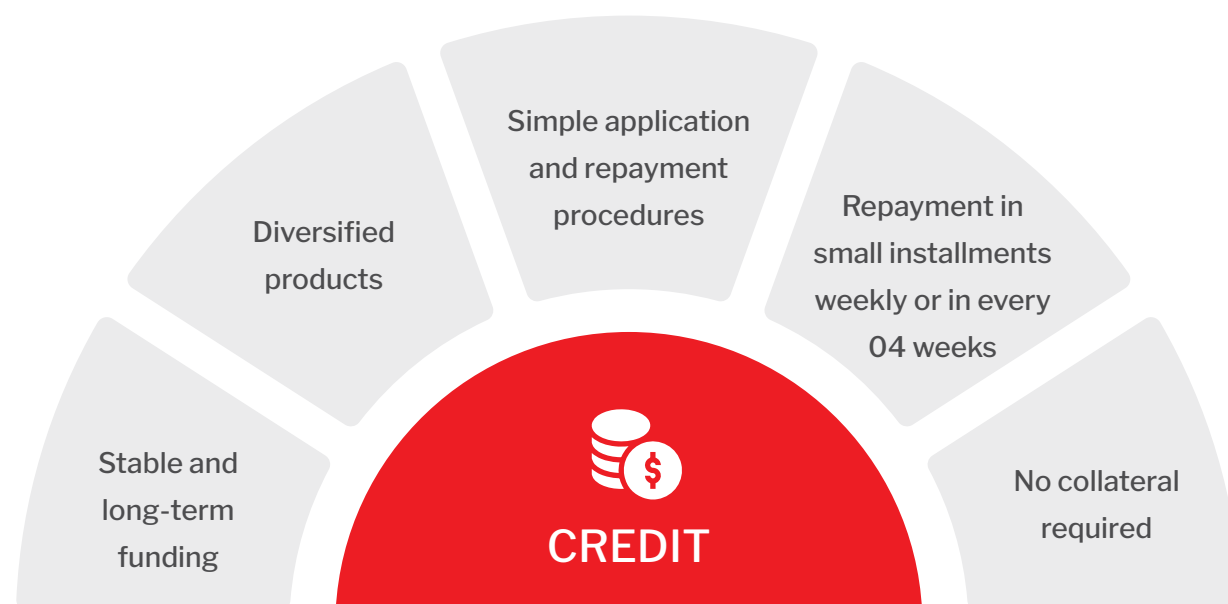 Simple application
and repayment
procedures
Diversified
products
Repayment in
small installments
weekly or in every
04 weeks
Stable and
long-term
funding
No collateral
required
$
CREDIT